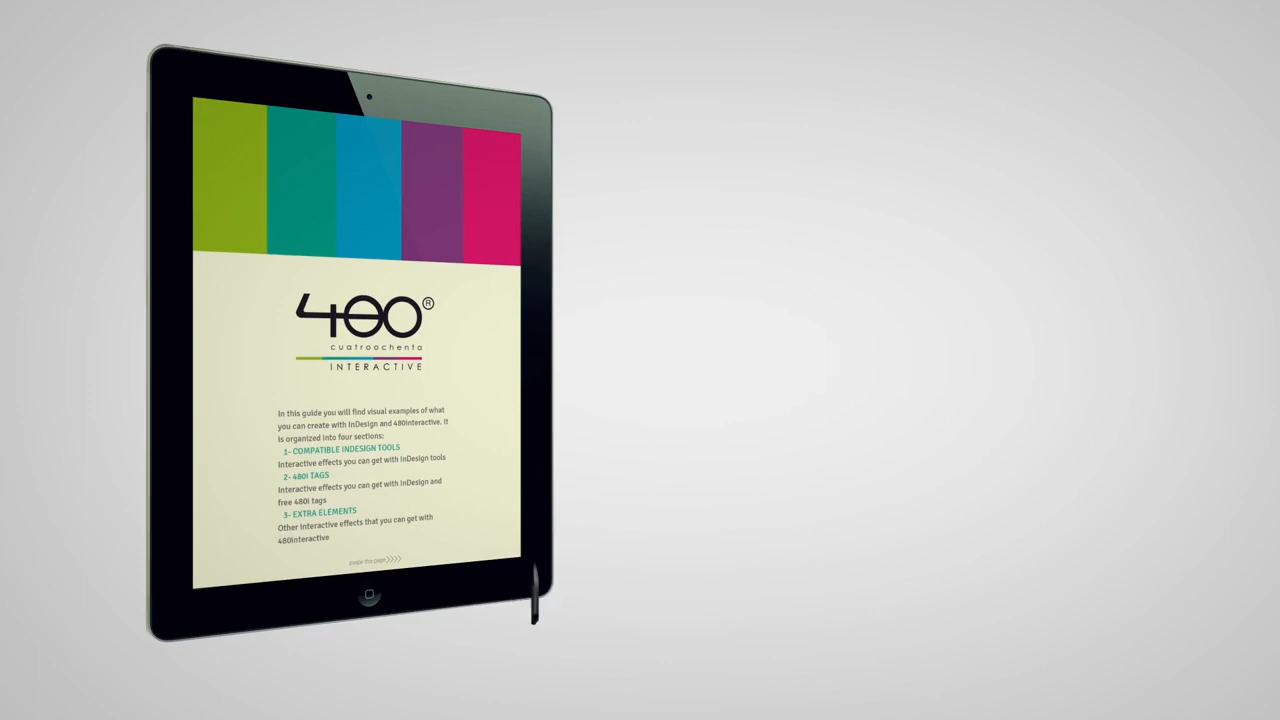 480®
cuatroochenta
INTERACTIVE
In this guide you will find visual examples of what
you can create with InDesign and 480interactive. It
is organized into four sections:
1- COMPATIBLE INDESIGN TOOLS
Interactive effects you can get with InDesign tools
2- 480i TAGS
Interactive effects you can get with InDesign and
free 480i tags
3- EXTRA ELEMENTS
Other interactive effects that you can get with
480interactive
swipe the page